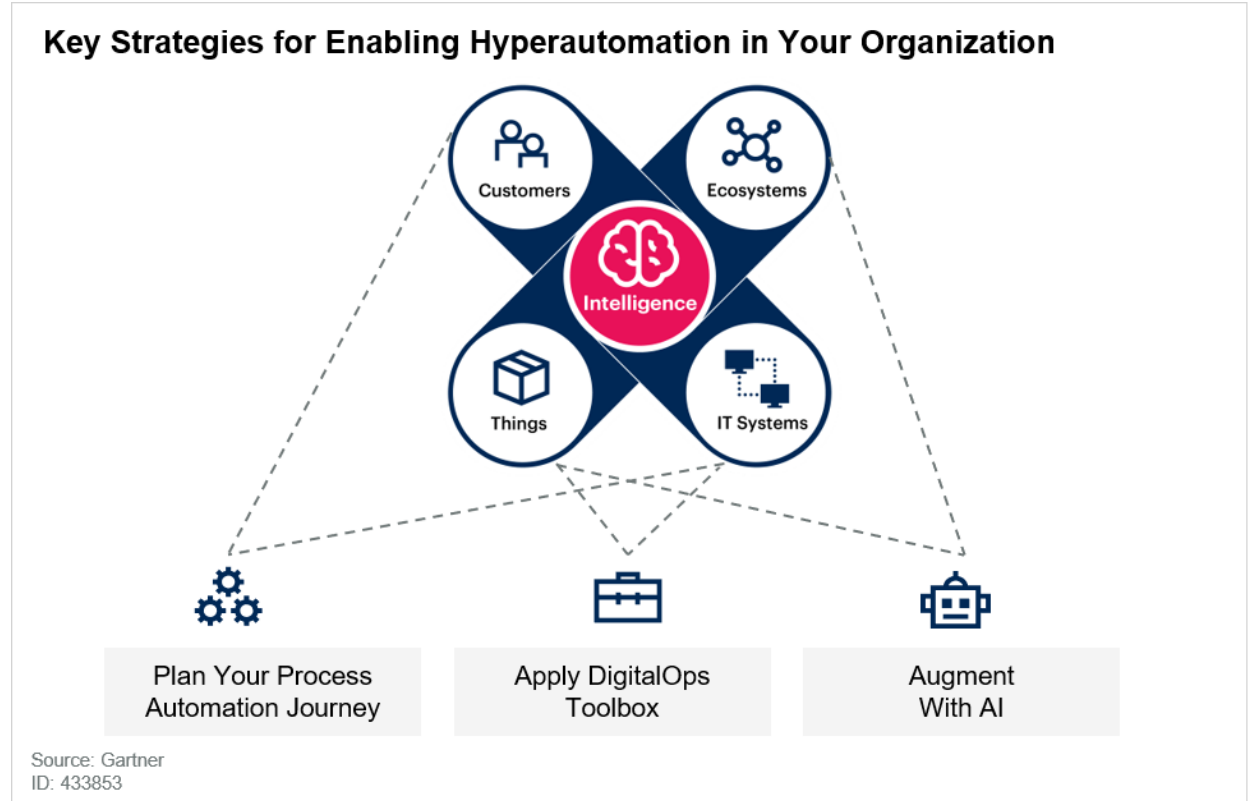 Key Strategies for Enabling Hyperautomation in Your Organization
Customers
Ecosystems
Intelligence
Things
IT Systems
Plan Your Process
Automation Journey
Apply DigitalOps
Toolbox
Augment
With AI
Source: Gartner
ID: 433853